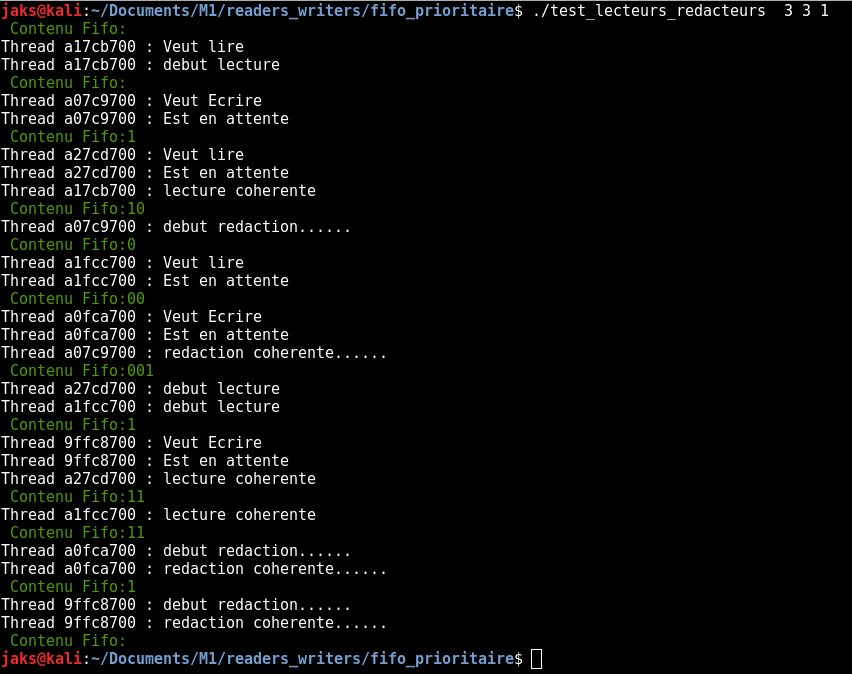 jaks@kali:~/Documents/M1/readers_writers/fifo_prioritaire$ ./test_lecteurs_redacteurs  3 3 1
 Contenu Fifo:
Thread a17cb700 : Veut lire
Thread a17cb700 : debut lecture
 Contenu Fifo:
Thread a07c9700 : Veut Ecrire
Thread a07c9700 : Est en attente
 Contenu Fifo:1
Thread a27cd700 : Veut lire
Thread a27cd700 : Est en attente
Thread a17cb700 : lecture coherente
 Contenu Fifo:10
Thread a07c9700 : debut redaction......
 Contenu Fifo:0
Thread a1fcc700 : Veut lire
Thread a1fcc700 : Est en attente
 Contenu Fifo:00
Thread a0fca700 : Veut Ecrire
Thread a0fca700 : Est en attente
Thread a07c9700 : redaction coherente......
 Contenu Fifo:001
Thread a27cd700 : debut lecture
Thread a1fcc700 : debut lecture
 Contenu Fifo:1
Thread 9ffc8700 : Veut Ecrire
Thread 9ffc8700 : Est en attente
Thread a27cd700 : lecture coherente
 Contenu Fifo:11
Thread a1fcc700 : lecture coherente
 Contenu Fifo:11
Thread a0fca700 : debut redaction......
Thread a0fca700 : redaction coherente......
 Contenu Fifo:1
Thread 9ffc8700 : debut redaction......
Thread 9ffc8700 : redaction coherente......
 Contenu Fifo:
jaks@kali:~/Documents/M1/readers_writers/fifo_prioritaire$